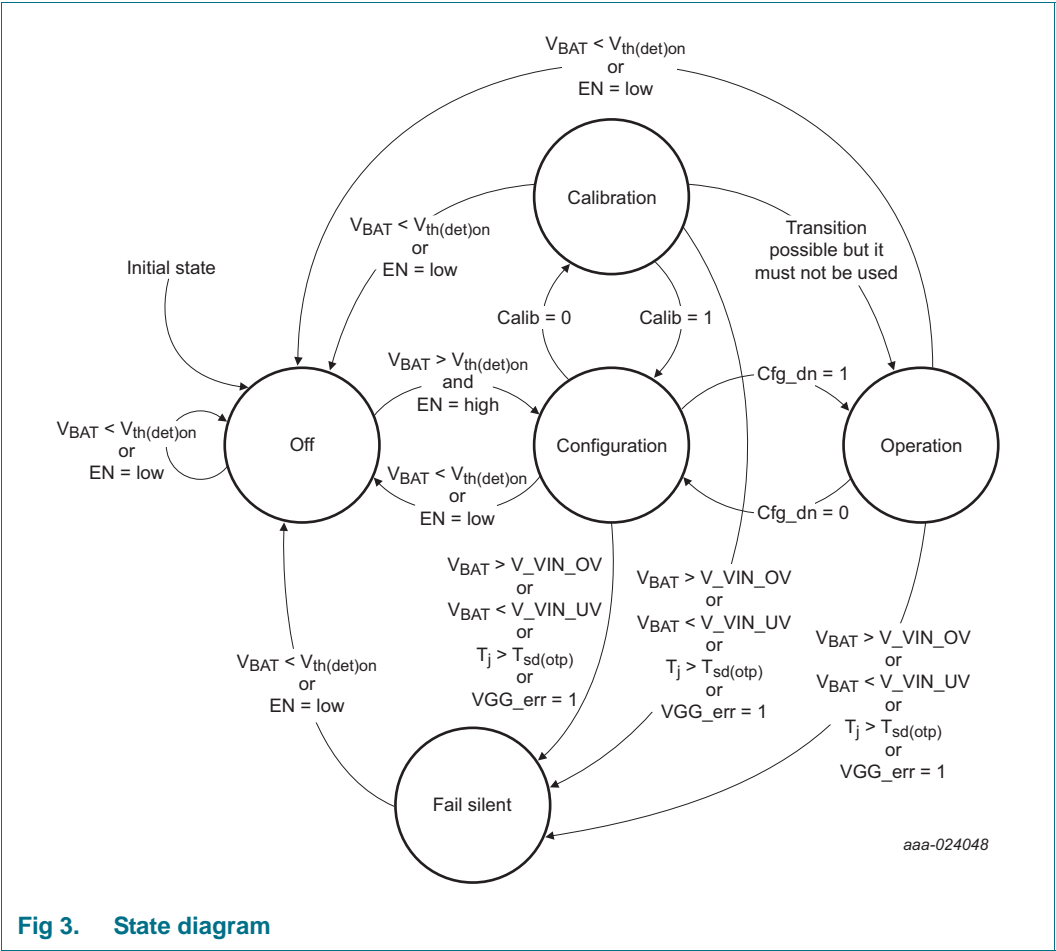 VBAT < Vth(det)on
or
EN = low
Calibration
VBAT < Vth(det)on
or
EN = low
Transition
possible but it
must not be used
Initial state
Calib = 0
Calib = 1
VBAT > Vth(det)on
and
EN = high
Cfg_dn = 1
VBAT < Vth(det)on
or
EN = low
Off
Configuration
Operation
VBAT < Vth(det)on
or
EN = low
Cfg_dn = 0
VBAT > V_VIN_OV
or
VBAT < V_VIN_UV
or
Tj > Tsd(otp)
or
VGG_err = 1
VBAT > V_VIN_OV
or
VBAT < V_VIN_UV
or
Tj > Tsd(otp)
or
VGG_err = 1
VBAT > V_VIN_OV
or
VBAT < V_VIN_UV
or
Tj > Tsd(otp)
or
VGG_err = 1
VBAT < Vth(det)on
or
EN = low
Fail silent
aaa-024048
Fig 3. State diagram